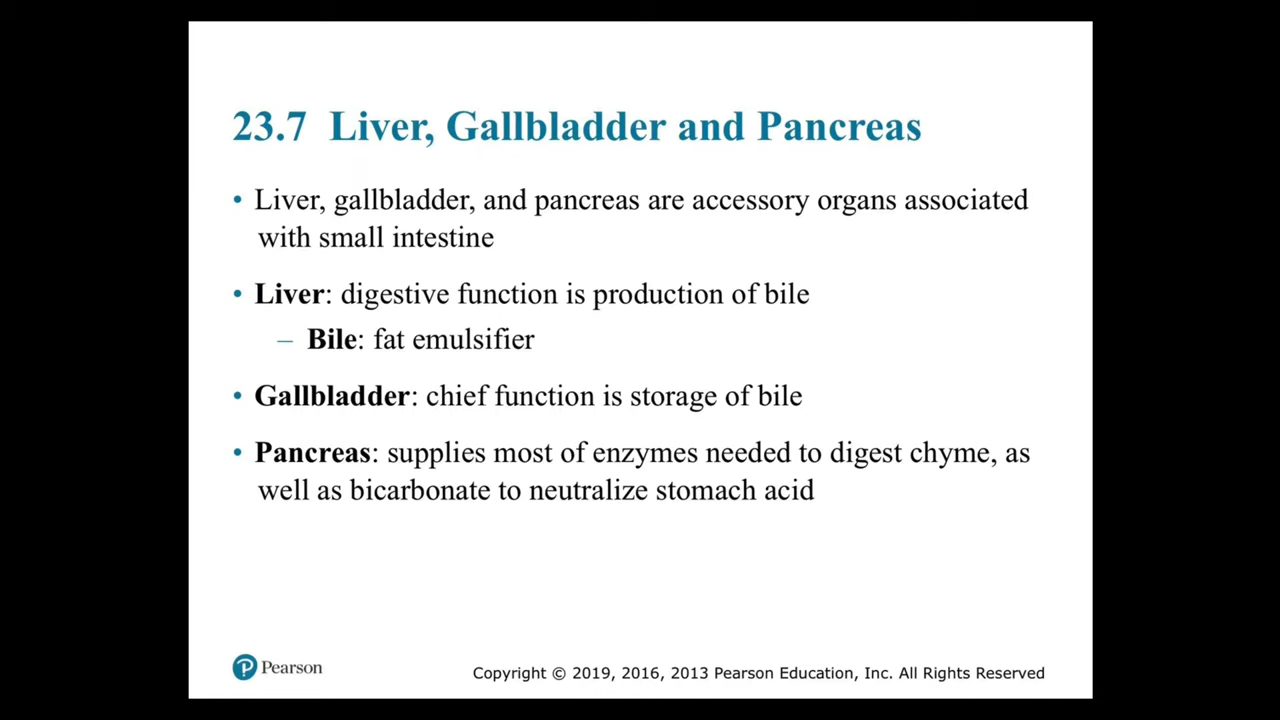 23.7 Liver, Gallbladder and Pancreas
• Liver, gallbladder, and pancreas are accessory organs associated
with small intestine
• Liver: digestive function is production of bile
– Bile: fat emulsifier
• Gallbladder: chief function is storage of bile
• Pancreas: supplies most of enzymes needed to digest chyme, as
well as bicarbonate to neutralize stomach acid
P Pearson
Copyright © 2019, 2016, 2013 Pearson Education, Inc. All Rights Reserved